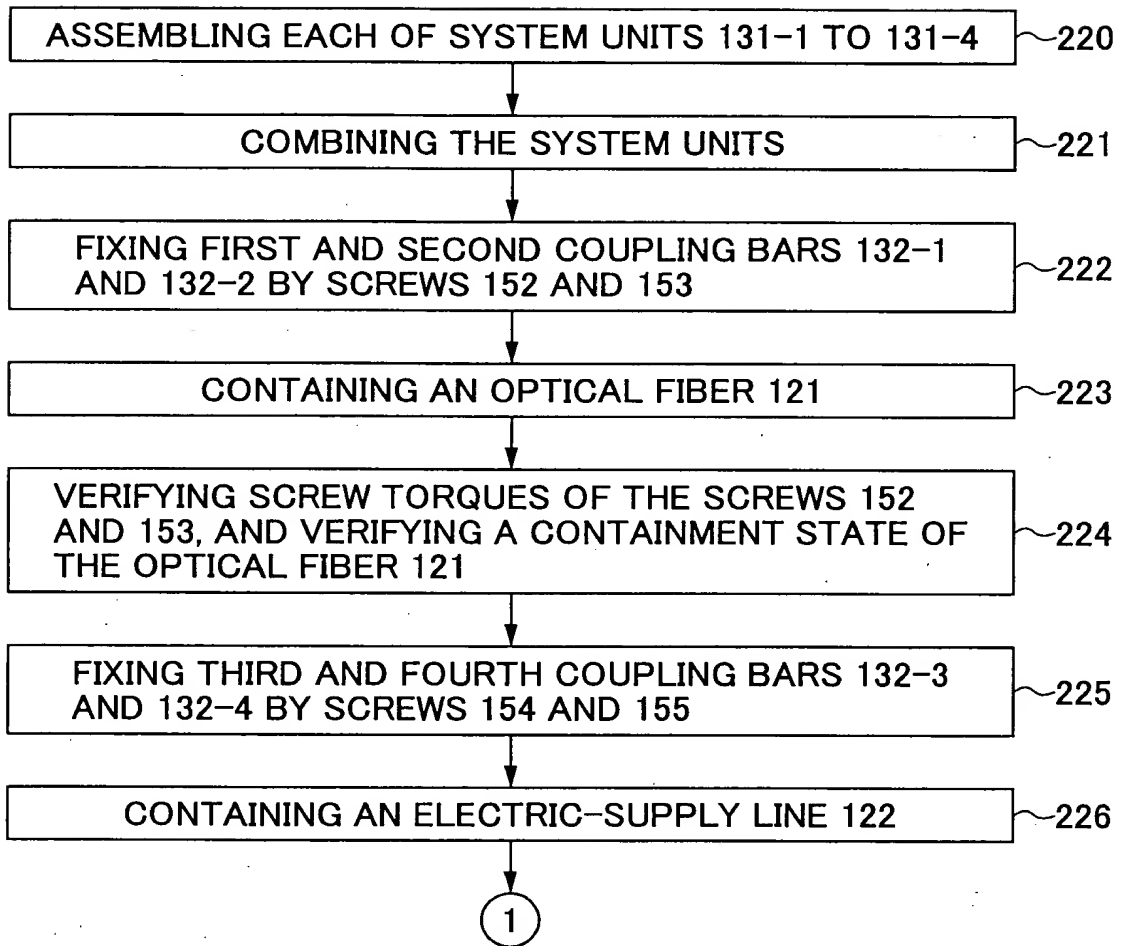 ASSEMBLING EACH OF SYSTEM UNITS 131-1 TO 131-4 220
COMBINING THE SYSTEM UNITS 221
FIXING FIRST AND SECOND COUPLING BARS 132-1
AND 132-2 BY SCREWS 152 AND 153
222
CONTAINING AN OPTICAL FIBER 121 223
VERIFYING SCREW TORQUES OF THE SCREWS 152
AND 153, AND VERIFYING A CONTAINMENT STATE OF
THE OPTICAL FIBER 121
224
FIXING THIRD AND FOURTH COUPLING BARS 132-3
AND 132-4 BY SCREWS 154 AND 155
225
CONTAINING AN ELECTRIC-SUPPLY LINE 122 226
1